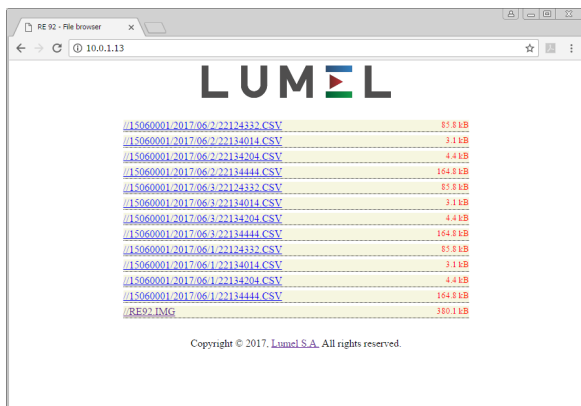 RE 92 - File browser
10.0.1.13
LUMEL
//15060001/2017/06/2/22124332.CSV 85.8 kB
//15060001/2017/06/2/22134014.CSV 3.1 kB
//15060001/2017/06/2/22134204.CSV 4.4 kB
//15060001/2017/06/2/22134444.CSV 164.8 kB
//15060001/2017/06/3/22124332.CSV 85.8 kB
//15060001/2017/06/3/22134014.CSV 3.1 kB
//15060001/2017/06/3/22134204.CSV 4.4 kB
//15060001/2017/06/3/22134444.CSV 164.8 kB
//15060001/2017/06/1/22124332.CSV 85.8 kB
//15060001/2017/06/1/22134014.CSV 3.1 kB
//15060001/2017/06/1/22134204.CSV 4.4 kB
//15060001/2017/06/1/22134444.CSV 164.8 kB
//RE92.IMG 380.1 kB
Copyright © 2017, Lumel S.A. All rights reserved.